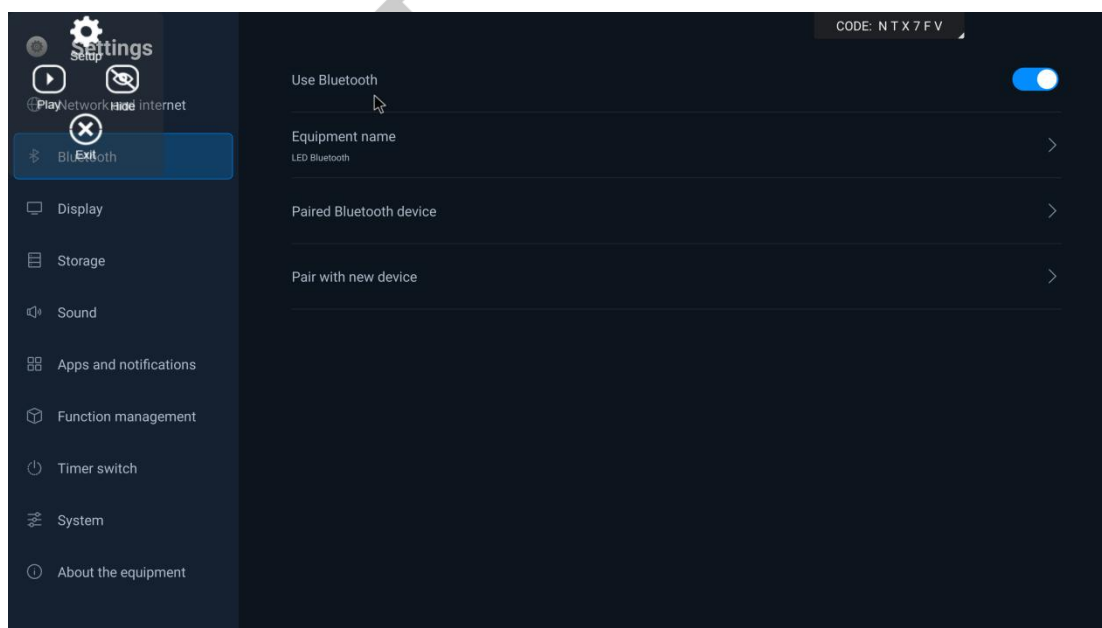 CODE: N T X 7 F V
Settings
Setup
Play
Hide
Network and internet
Exit
Bluetooth
Display
Storage
Sound
Apps and notifications
Function management
Timer switch
System
About the equipment
Use Bluetooth
Equipment name
LED Bluetooth
Paired Bluetooth device
Pair with new device